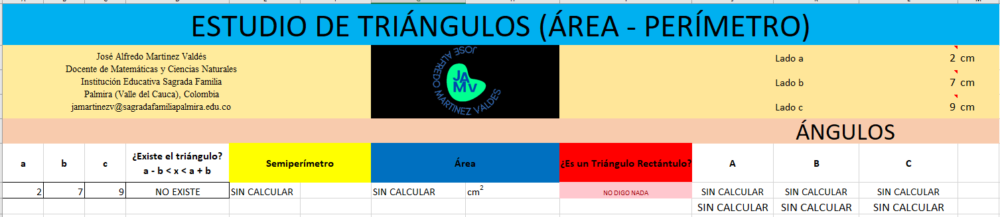 ESTUDIO DE TRIÁNGULOS (ÁREA - PERÍMETRO)
José Alfredo Martínez Valdés
Docente de Matemáticas y Ciencias Naturales
Institución Educativa Sagrada Familia
Palmira (Valle del Cauca), Colombia
jamartinezv@sagradafamiliapalmira.edu.co
JOSE ALFREDO MARTINEZ VALDES
JA
Mv
Lado a 2 cm
Lado b 7 cm
Lado c 9 cm
ÁNGULOS
a b c ¿Existe el triángulo? Semiperímetro Área ¿Es un Triángulo Rectántulo? A B C
a - b < x < a + b
2 7 9 NO EXISTE SIN CALCULAR SIN CALCULAR cm² NO DIGO NADA SIN CALCULAR SIN CALCULAR SIN CALCULAR
SIN CALCULAR SIN CALCULAR SIN CALCULAR